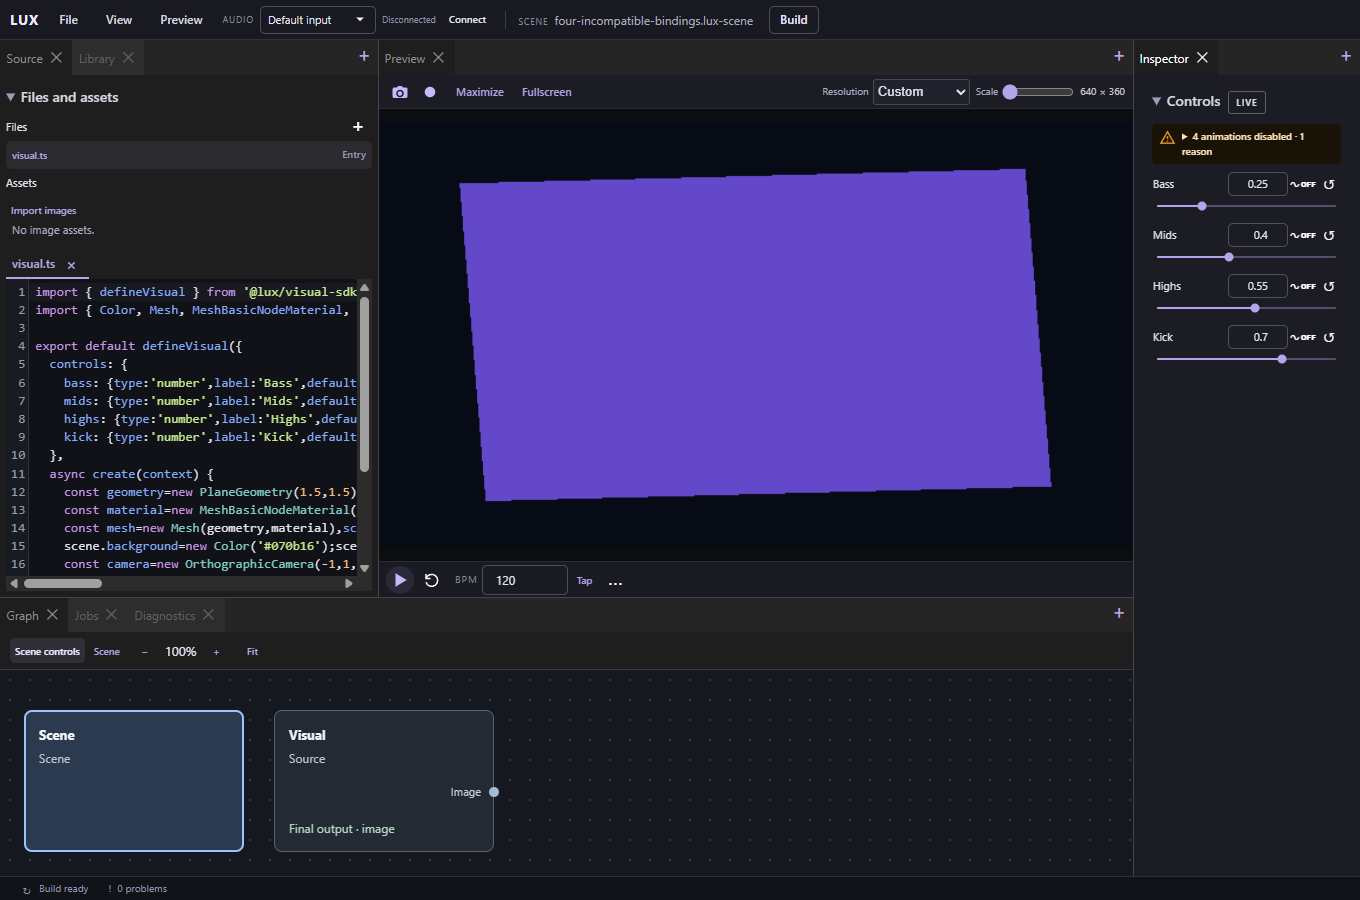 LUX File View Preview AUDIO Default input Disconnected Connect SCENE four-incompatible-bindings.lux-scene Build
Source Library +
Files and assets
Files +
visual.ts Entry
Assets
Import images
No image assets.
visual.ts ×
1 import { defineVisual } from '@lux/visual-sdk
2 import { Color, Mesh, MeshBasicNodeMaterial,
3
4 export default defineVisual({
5 controls: {
6 bass: {type:'number',label:'Bass',default
7 mids: {type:'number',label:'Mids',default
8 highs: {type:'number',label:'Highs',defau
9 kick: {type:'number',label:'Kick',default
10 },
11 async create(context) {
12 const geometry=new PlaneGeometry(1.5,1.5)
13 const material=new MeshBasicNodeMaterial(
14 const mesh=new Mesh(geometry,material),sc
15 scene.background=new Color('#070b16');sce
16 const camera=new OrthographicCamera(-1,1,
Preview +
Maximize Fullscreen Resolution Custom Scale 640 × 360
BPM 120 Tap ...
Inspector +
Controls LIVE
4 animations disabled · 1
reason
Bass 0.25 OFF
Mids 0.4 OFF
Highs 0.55 OFF
Kick 0.7 OFF
Graph Jobs Diagnostics +
Scene controls Scene − 100% + Fit
Scene
Scene
Visual
Source
Image
Final output · image
Build ready ! 0 problems